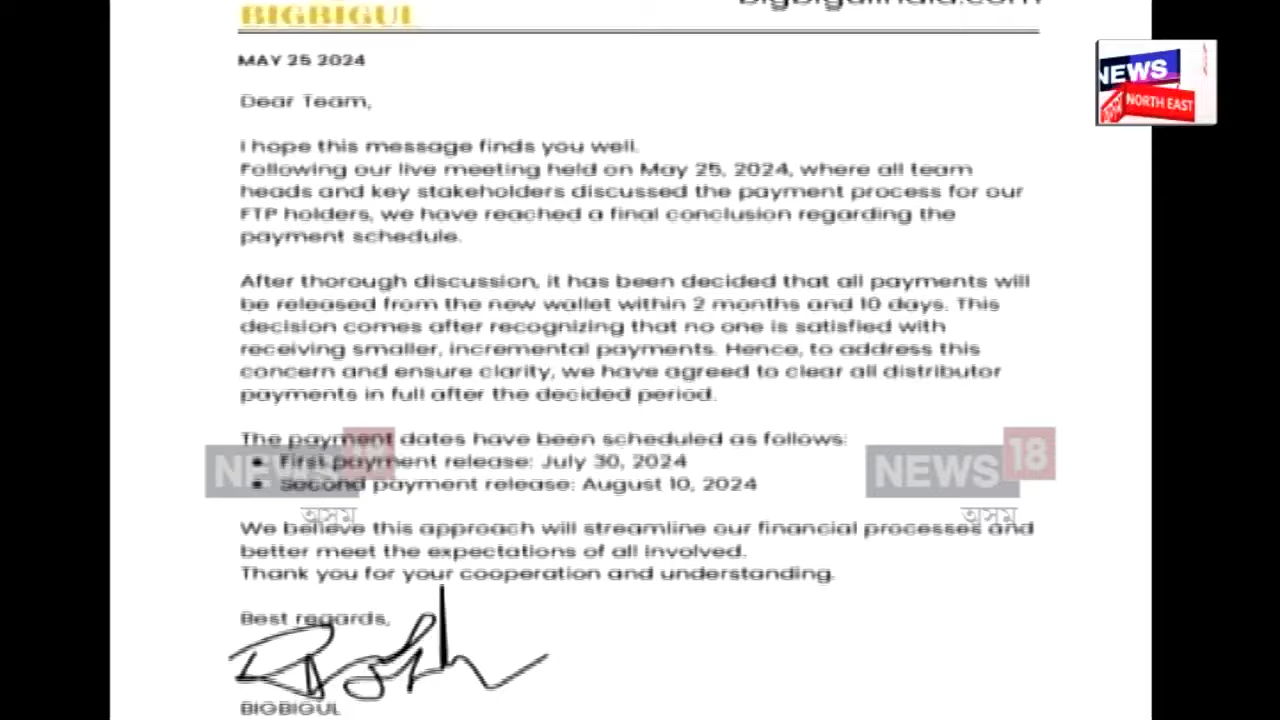 BIGBIGUL
bigbigulindia.com
MAY 25 2024
NEWS
NORTH EAST
Dear Team,
I hope this message finds you well.
Following our live meeting held on May 25, 2024, where all team
heads and key stakeholders discussed the payment process for our
FTP holders, we have reached a final conclusion regarding the
payment schedule.
After thorough discussion, it has been decided that all payments will
be released from the new wallet within 2 months and 10 days. This
decision comes after recognizing that no one is satisfied with
receiving smaller, incremental payments. Hence, to address this
concern and ensure clarity, we have agreed to clear all distributor
payments in full after the decided period.
The payment dates have been scheduled as follows:
• First payment release: July 30, 2024
• Second payment release: August 10, 2024
NEWS 18
অসম
NEWS 18
অসম
We believe this approach will streamline our financial processes and
better meet the expectations of all involved.
Thank you for your cooperation and understanding.
Best regards,
BIGBIGUL